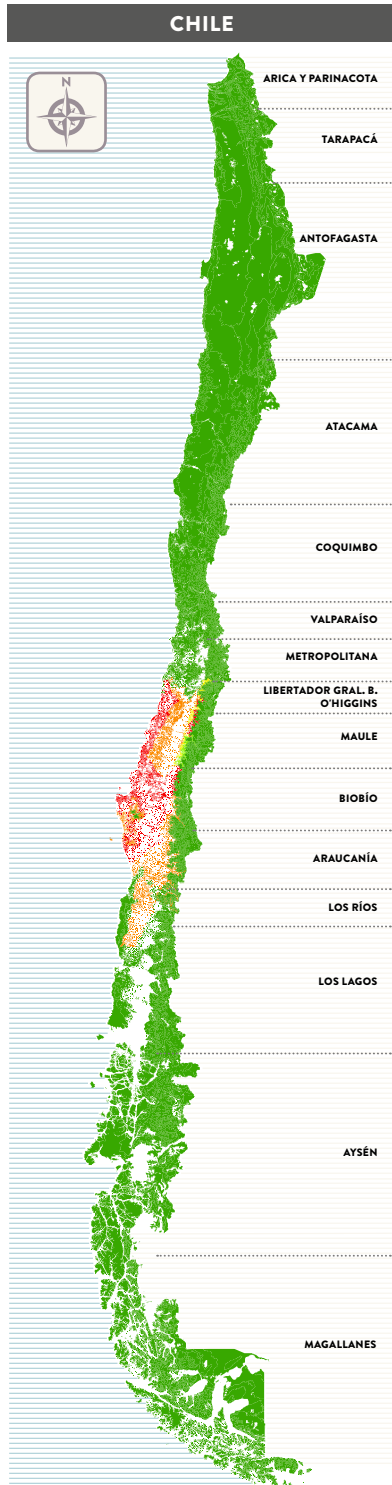 CHILE
N
ARICA Y PARINACOTA
TARAPACÁ
ANTOFAGASTA
ATACAMA
COQUIMBO
VALPARAÍSO
METROPOLITANA
LIBERTADOR GRAL. B.
O'HIGGINS
MAULE
BIOBÍO
ARAUCANÍA
LOS RÍOS
LOS LAGOS
AYSÉN
MAGALLANES